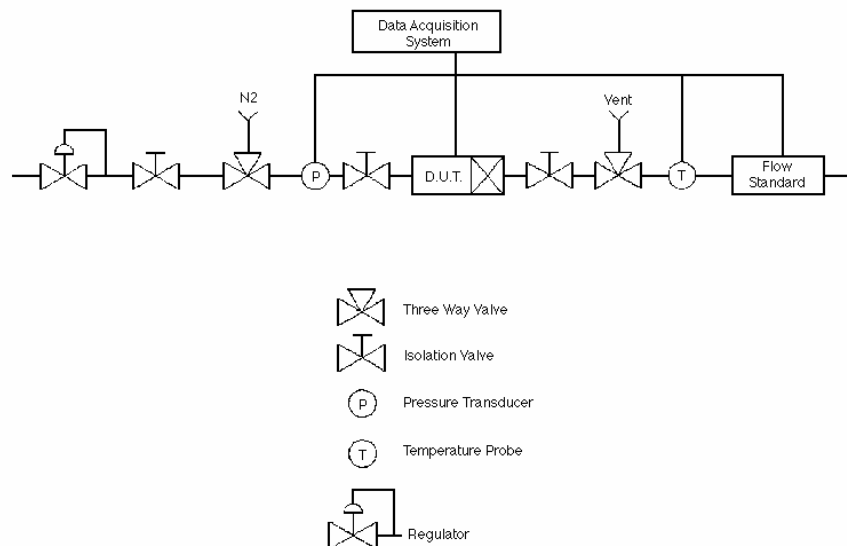 Data Acquisition
System
N2
Vent
P
D.U.T.
T
Flow
Standard
Three Way Valve
Isolation Valve
P
Pressure Transducer
T
Temperature Probe
Regulator